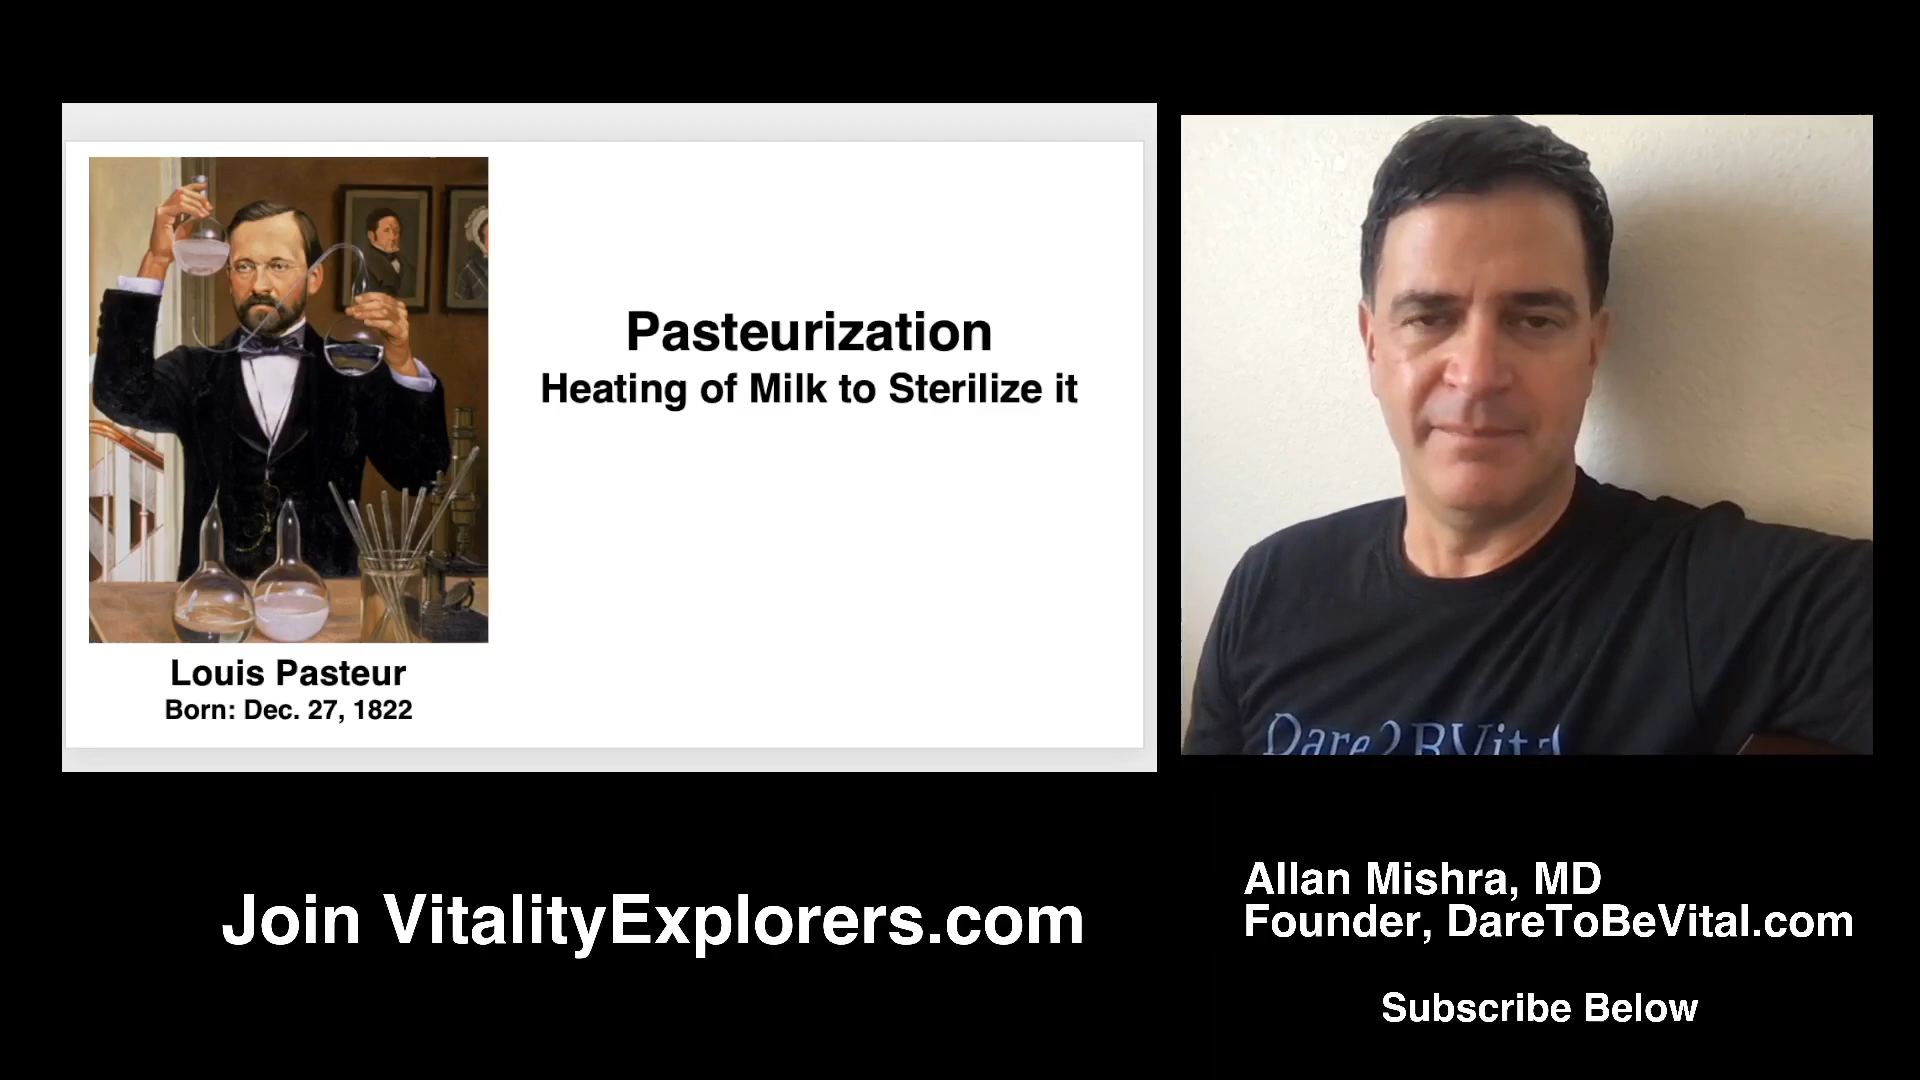 Pasteurization
Heating of Milk to Sterilize it
Louis Pasteur
Born: Dec. 27, 1822
Dare2BVital
Join VitalityExplorers.com
Allan Mishra, MD
Founder, DareToBeVital.com
Subscribe Below